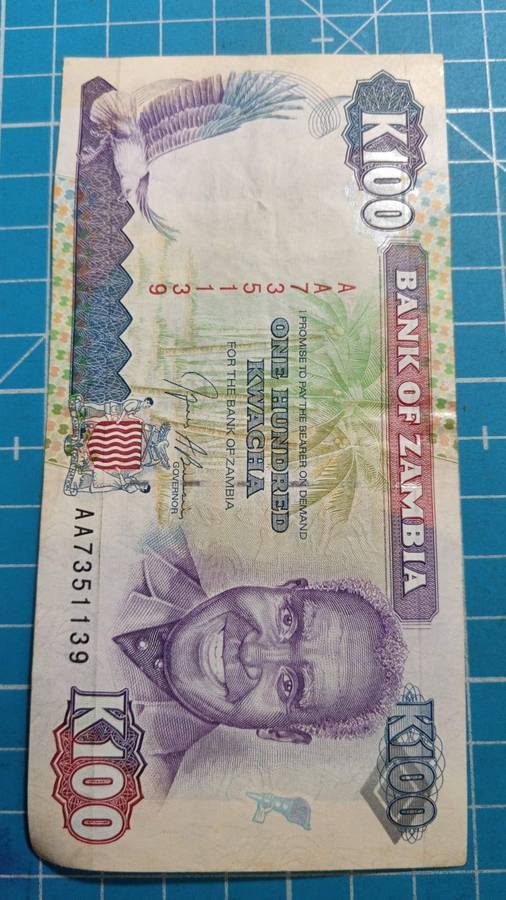 K100
BANK OF ZAMBIA
I PROMISE TO PAY THE BEARER ON DEMAND
ONE HUNDRED
KWACHA
FOR THE BANK OF ZAMBIA
GOVERNOR
AA7351139
AA7351139
K100
K100